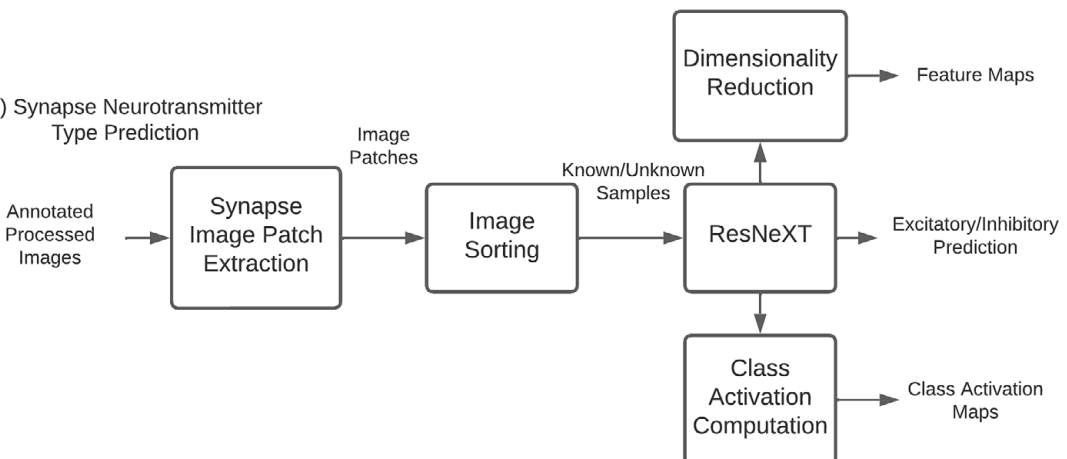 ) Synapse Neurotransmitter
Type Prediction
Annotated
Processed
Images
Synapse
Image Patch
Extraction
Image
Patches
Image
Sorting
Known/Unknown
Samples
ResNeXT
Dimensionality
Reduction
Feature Maps
Excitatory/Inhibitory
Prediction
Class
Activation
Computation
Class Activation
Maps